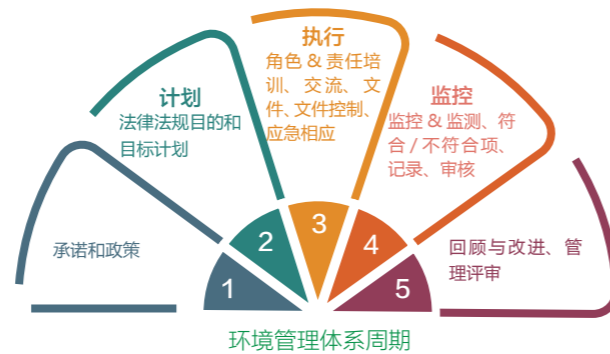 执行
角色 & 责任培
训、交流、文
件、文件控制、
应急相应
计划
法律法规目的和
目标计划
监控
监控 & 监测、符
合 / 不符合项、
记录、审核
承诺和政策
回顾与改进、管
理评审
1
2
3
4
5
环境管理体系周期